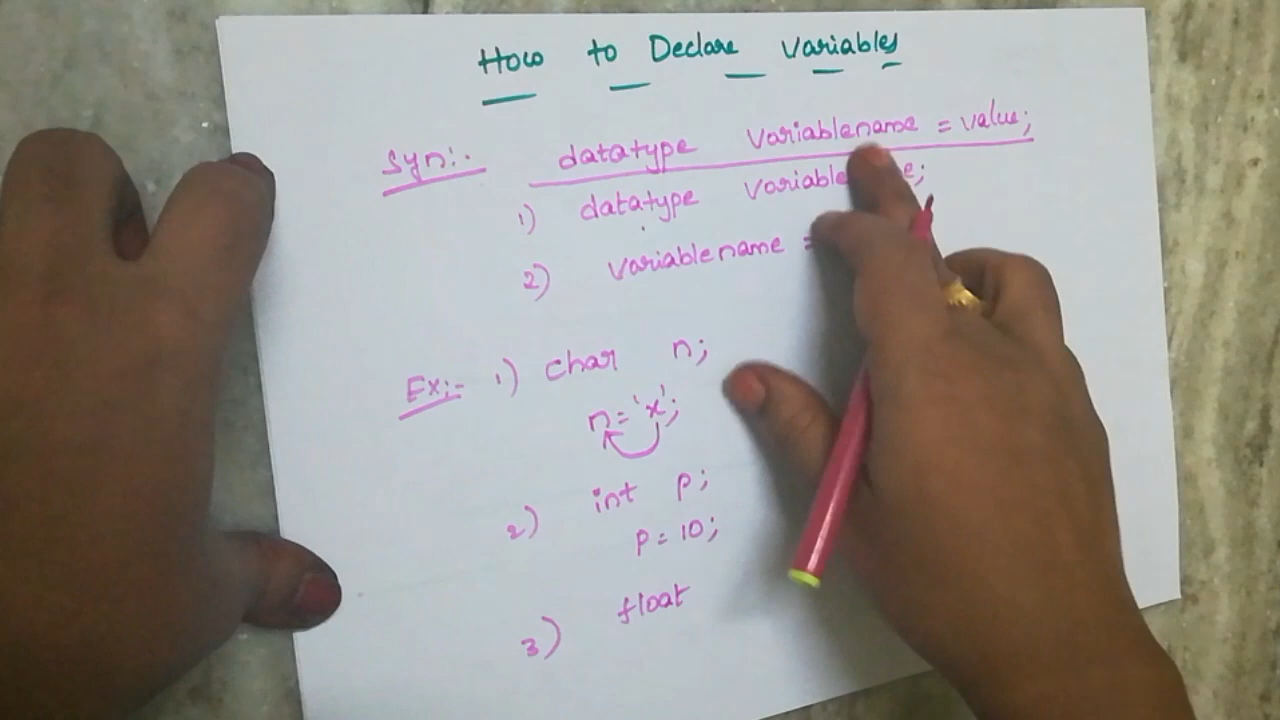 How to Declare Variables
Syn:- datatype variablename = value;
1) datatype variable e;
2) variablename =
Ex:- 1) char n;
n='x';
2) int p;
p=10;
3) float